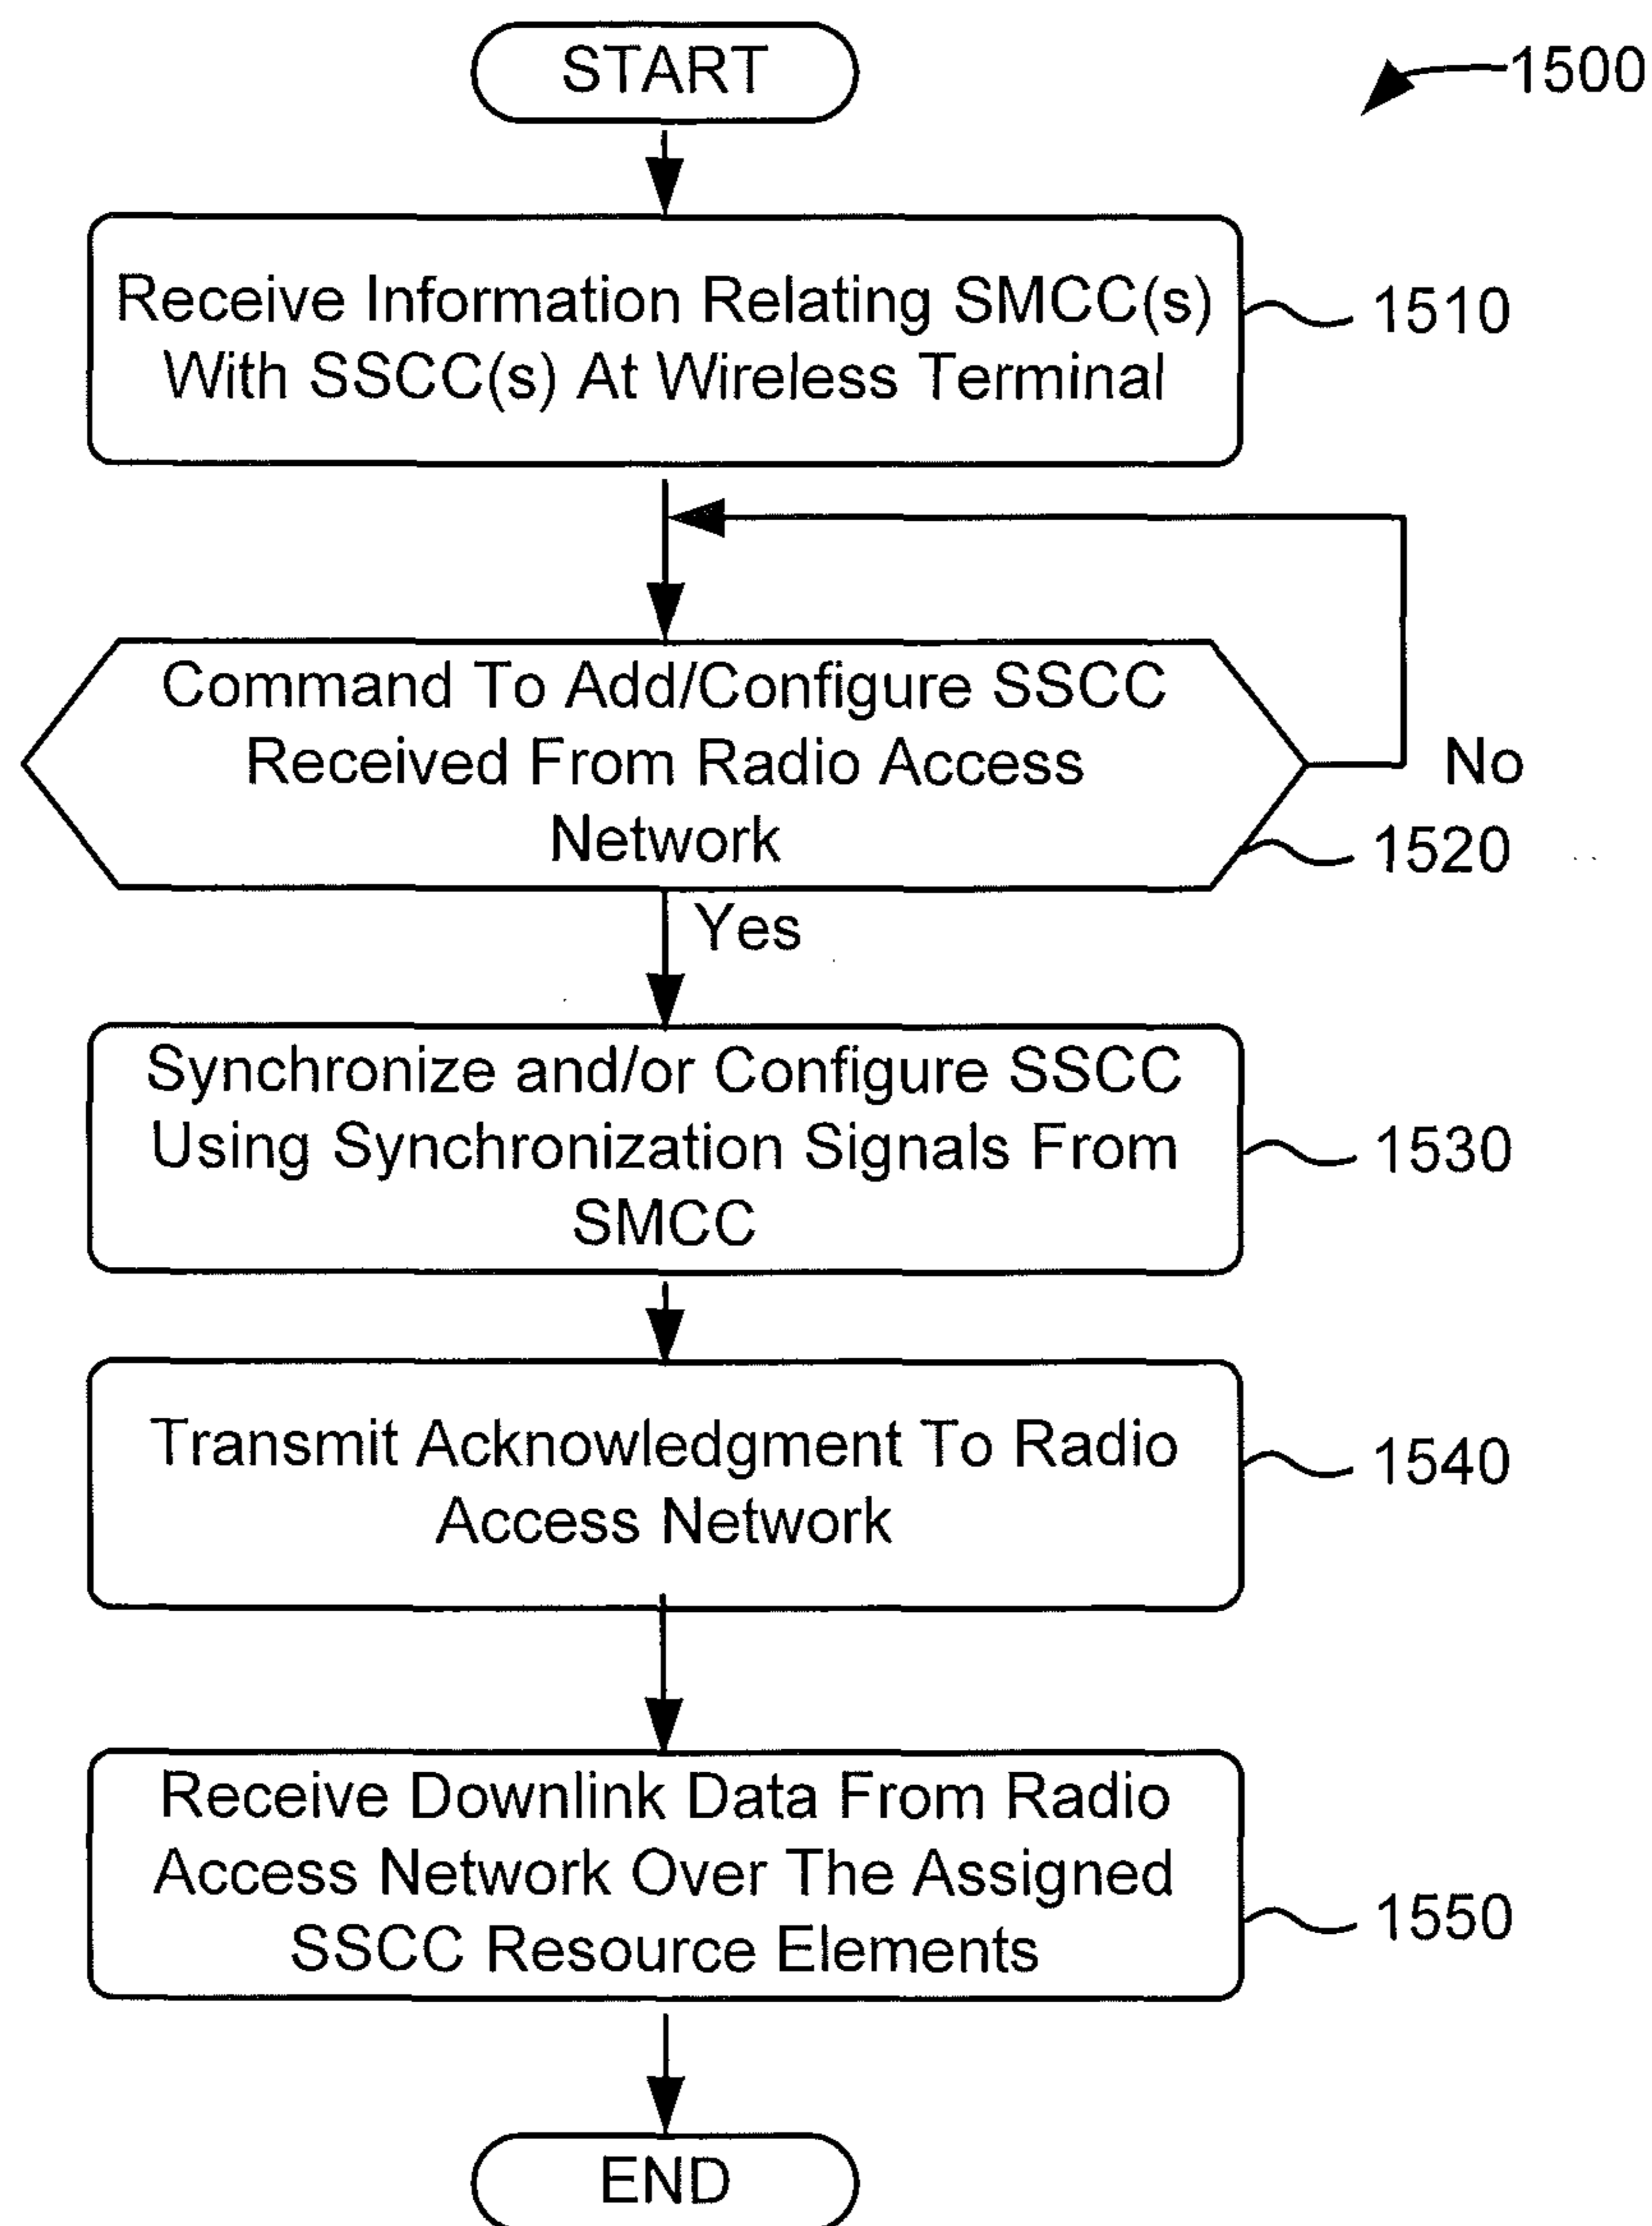 START
1500
Receive Information Relating SMCC(s)
With SSCC(s) At Wireless Terminal
1510
Command To Add/Configure SSCC
Received From Radio Access
Network
No
1520
Yes
Synchronize and/or Configure SSCC
Using Synchronization Signals From
SMCC
1530
Transmit Acknowledgment To Radio
Access Network
1540
Receive Downlink Data From Radio
Access Network Over The Assigned
SSCC Resource Elements
1550
END